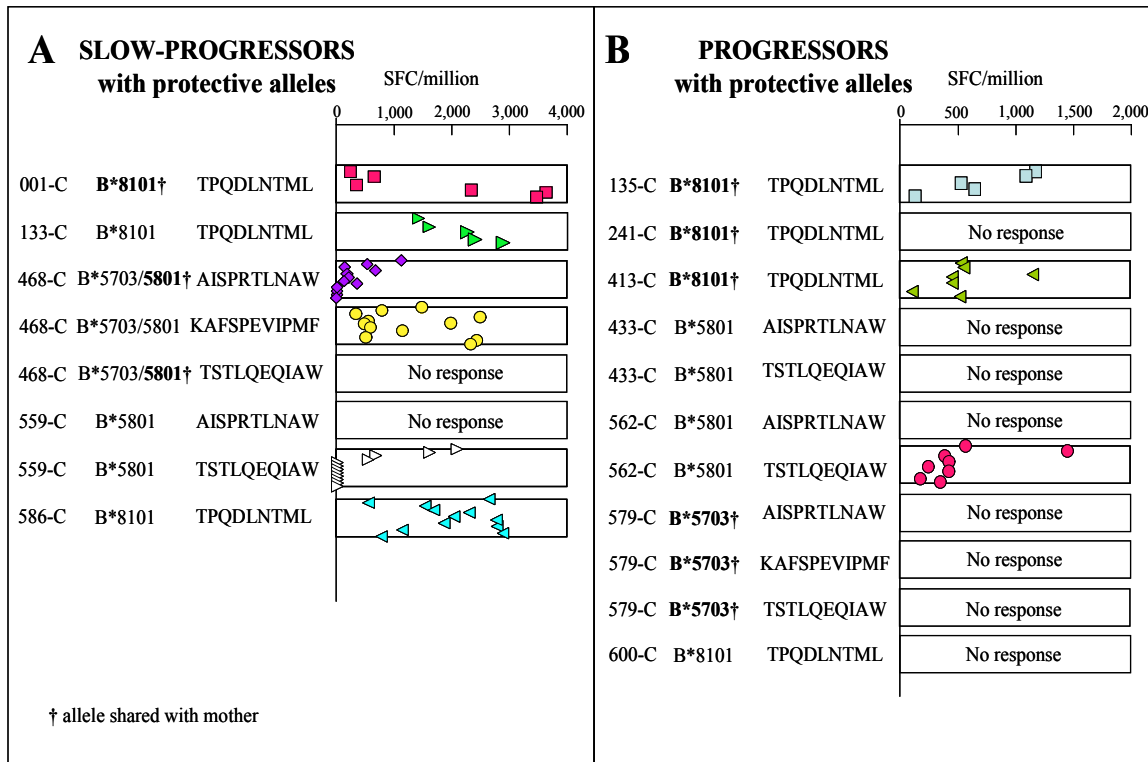 A SLOW-PROGRESSORS
with protective alleles
SFC/million
0 1,000 2,000 3,000 4,000
001-C B*8101† TPQDLNTML
133-C B*8101 TPQDLNTML
468-C B*5703/5801† AISPRTLNAW
468-C B*5703/5801 KAFSPEVIPMF
468-C B*5703/5801† TSTLQEQIAW No response
559-C B*5801 AISPRTLNAW No response
559-C B*5801 TSTLQEQIAW
586-C B*8101 TPQDLNTML
† allele shared with mother
B PROGRESSORS
with protective alleles
SFC/million
0 500 1,000 1,500 2,000
135-C B*8101† TPQDLNTML
241-C B*8101† TPQDLNTML No response
413-C B*8101† TPQDLNTML
433-C B*5801 AISPRTLNAW No response
433-C B*5801 TSTLQEQIAW No response
562-C B*5801 AISPRTLNAW No response
562-C B*5801 TSTLQEQIAW
579-C B*5703† AISPRTLNAW No response
579-C B*5703† KAFSPEVIPMF No response
579-C B*5703† TSTLQEQIAW No response
600-C B*8101 TPQDLNTML No response